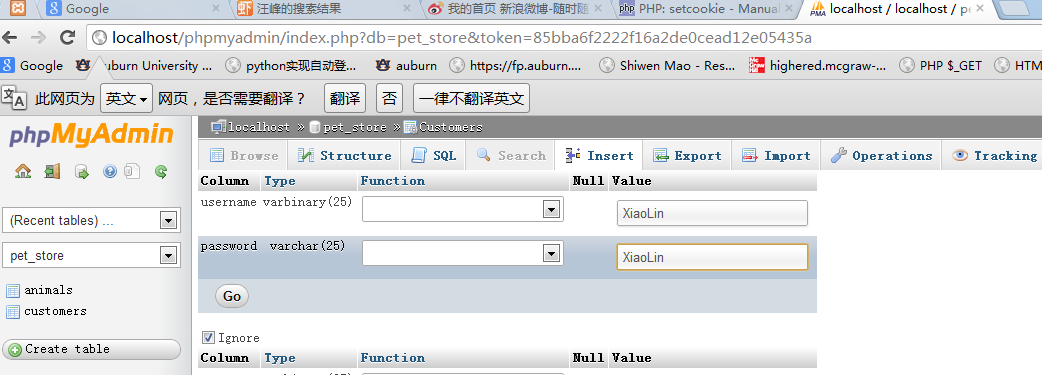 Google 汪峰的搜索结果 我的首页 新浪微博-随时随 PHP: setcookie - Manual localhost / localhost / pe
localhost/phpmyadmin/index.php?db=pet_store&token=85bba6f2222f16a2de0cead12e05435a
Google uburn University ... python实现自动登... auburn https://fp.auburn.... Shiwen Mao - Res... highered.mcgraw-... PHP $_GET HTM
此网页为 英文 网页，是否需要翻译？ 翻译 否 一律不翻译英文
phpMyAdmin
localhost » pet_store » Customers
Browse Structure SQL Search Insert Export Import Operations Tracking
Column Type Function Null Value
username varbinary(25) XiaoLin
password varchar(25) XiaoLin
Go
(Recent tables) ...
pet_store
animals
customers
Create table
Ignore
Column Type Function Null Value